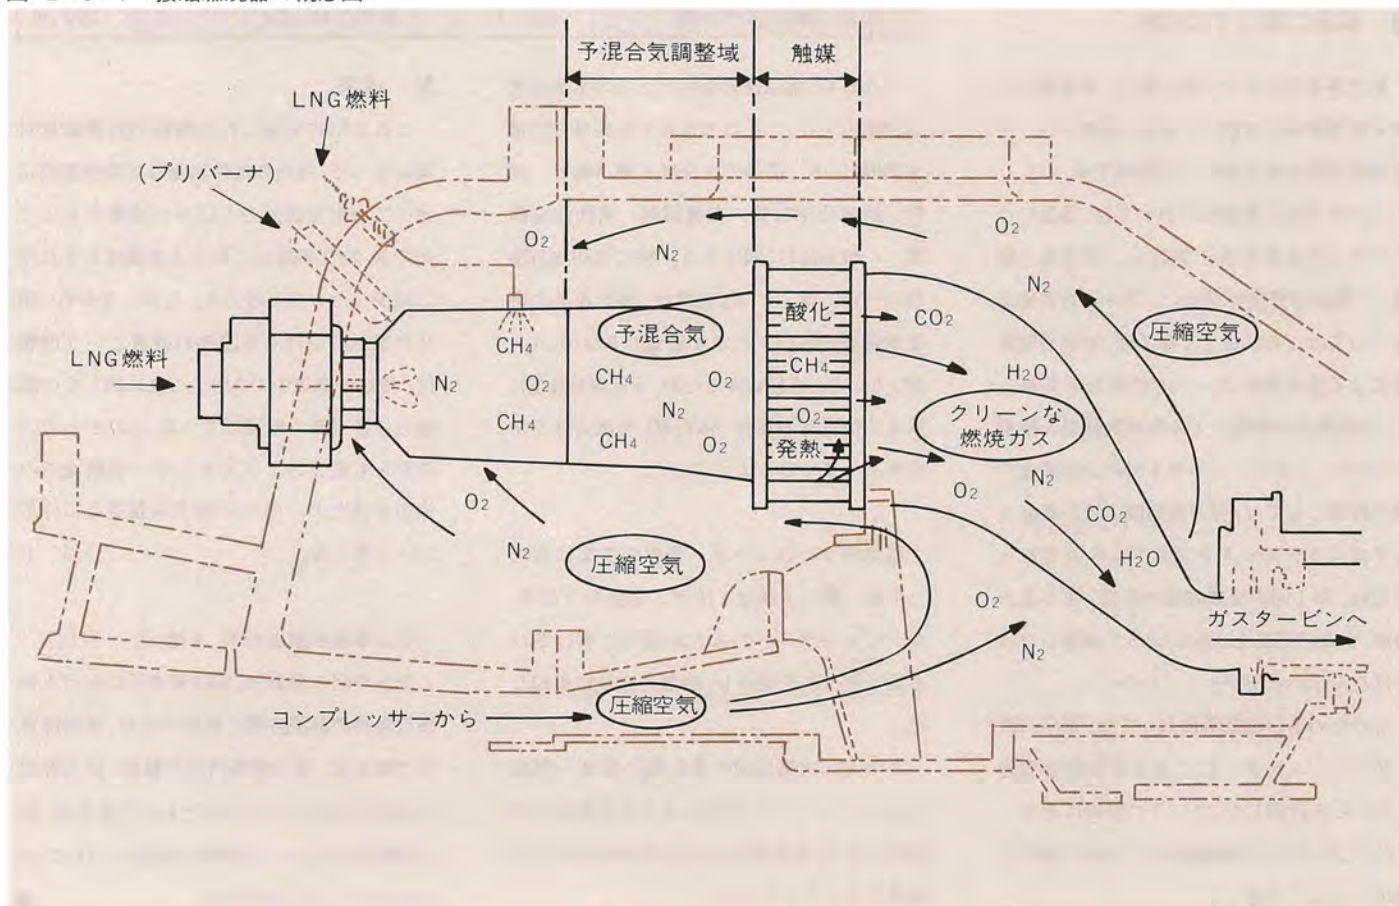 予混合気調整域
触媒
LNG燃料
(プリバーナ)
O₂
N₂
O₂
N₂
圧縮空気
LNG燃料
N₂
CH₄
O₂
CH₄
予混合気
CH₄
O₂
N₂
CH₄
O₂
酸化
CH₄
O₂
発熱
CO₂
H₂O
クリーンな
燃焼ガス
O₂
N₂
CO₂
H₂O
O₂
N₂
圧縮空気
O₂
N₂
ガスタービンへ
コンプレッサーから
圧縮空気